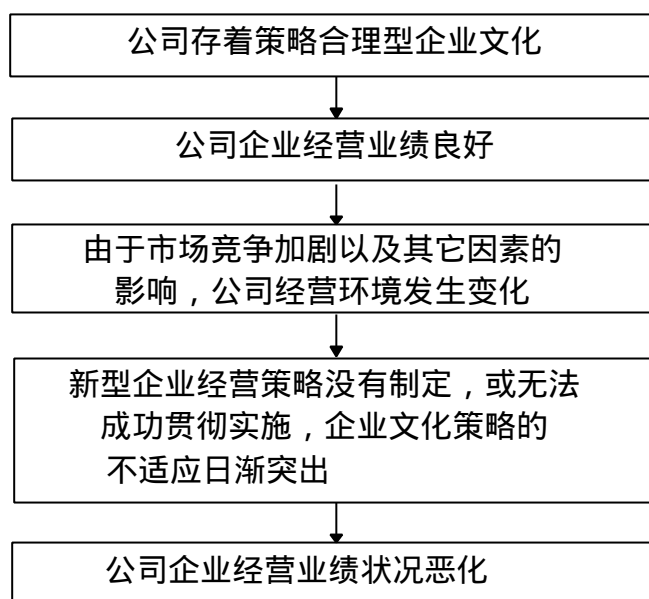 公司存着策略合理型企业文化
公司企业经营业绩良好
由于市场竞争加剧以及其它因素的
影响，公司经营环境发生变化
新型企业经营策略没有制定，或无法
成功贯彻实施，企业文化策略的
不适应日渐突出
公司企业经营业绩状况恶化